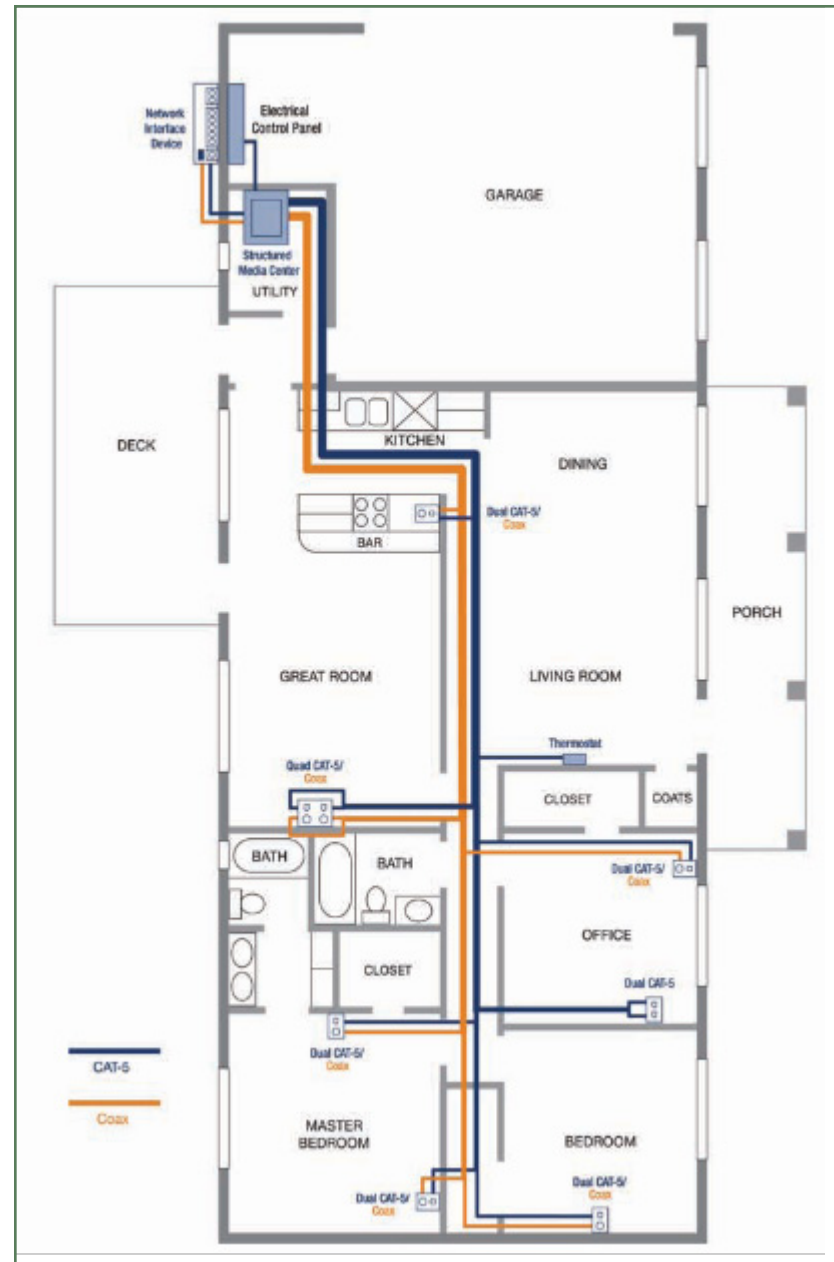 Network
Interface
Device
Electrical
Control Panel
GARAGE
Structured
Media Center
UTILITY
DECK
KITCHEN
DINING
Dual CAT-5/
Coax
BAR
PORCH
GREAT ROOM
LIVING ROOM
Thermostat
Quad CAT-5/
Coax
CLOSET
COATS
BATH
BATH
Dual CAT-5/
Coax
OFFICE
CLOSET
Dual CAT-5
Dual CAT-5/
Coax
CAT-5
Coax
MASTER
BEDROOM
BEDROOM
Dual CAT-5/
Coax
Dual CAT-5/
Coax